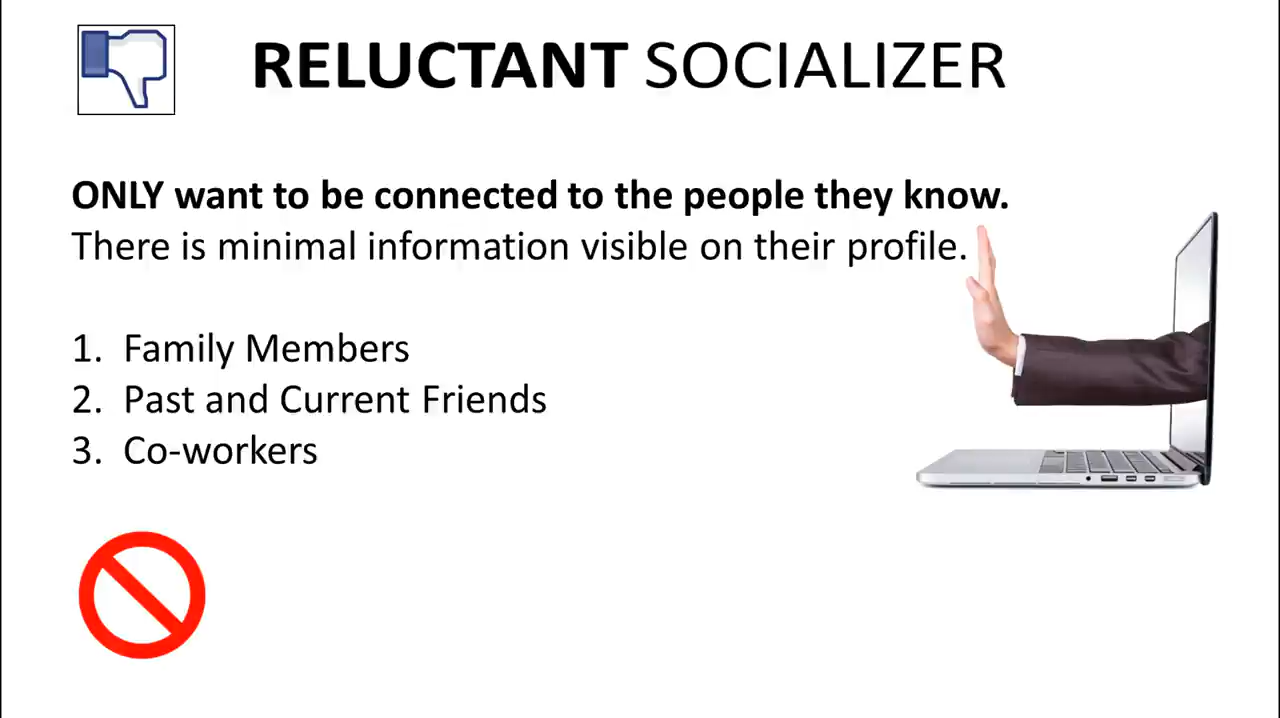 RELUCTANT SOCIALIZER
ONLY want to be connected to the people they know.
There is minimal information visible on their profile.
1. Family Members
2. Past and Current Friends
3. Co-workers